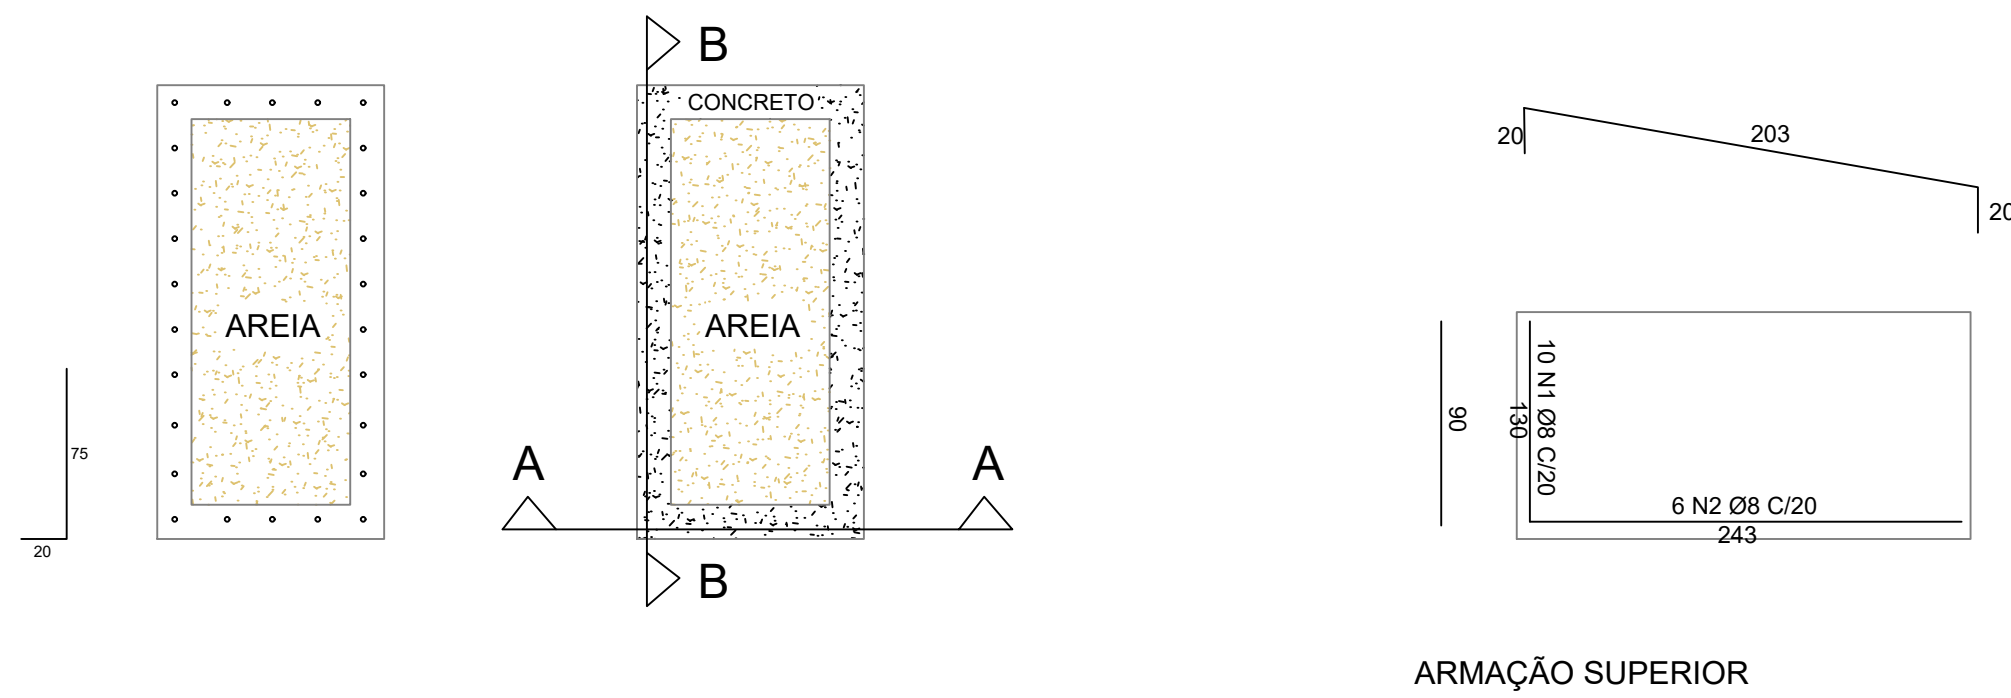 B
CONCRETO
20
203
20
AREIA
AREIA
75
20
A
A
B
90
10 N1 Ø8 C/20
130
6 N2 Ø8 C/20
243
ARMAÇÃO SUPERIOR